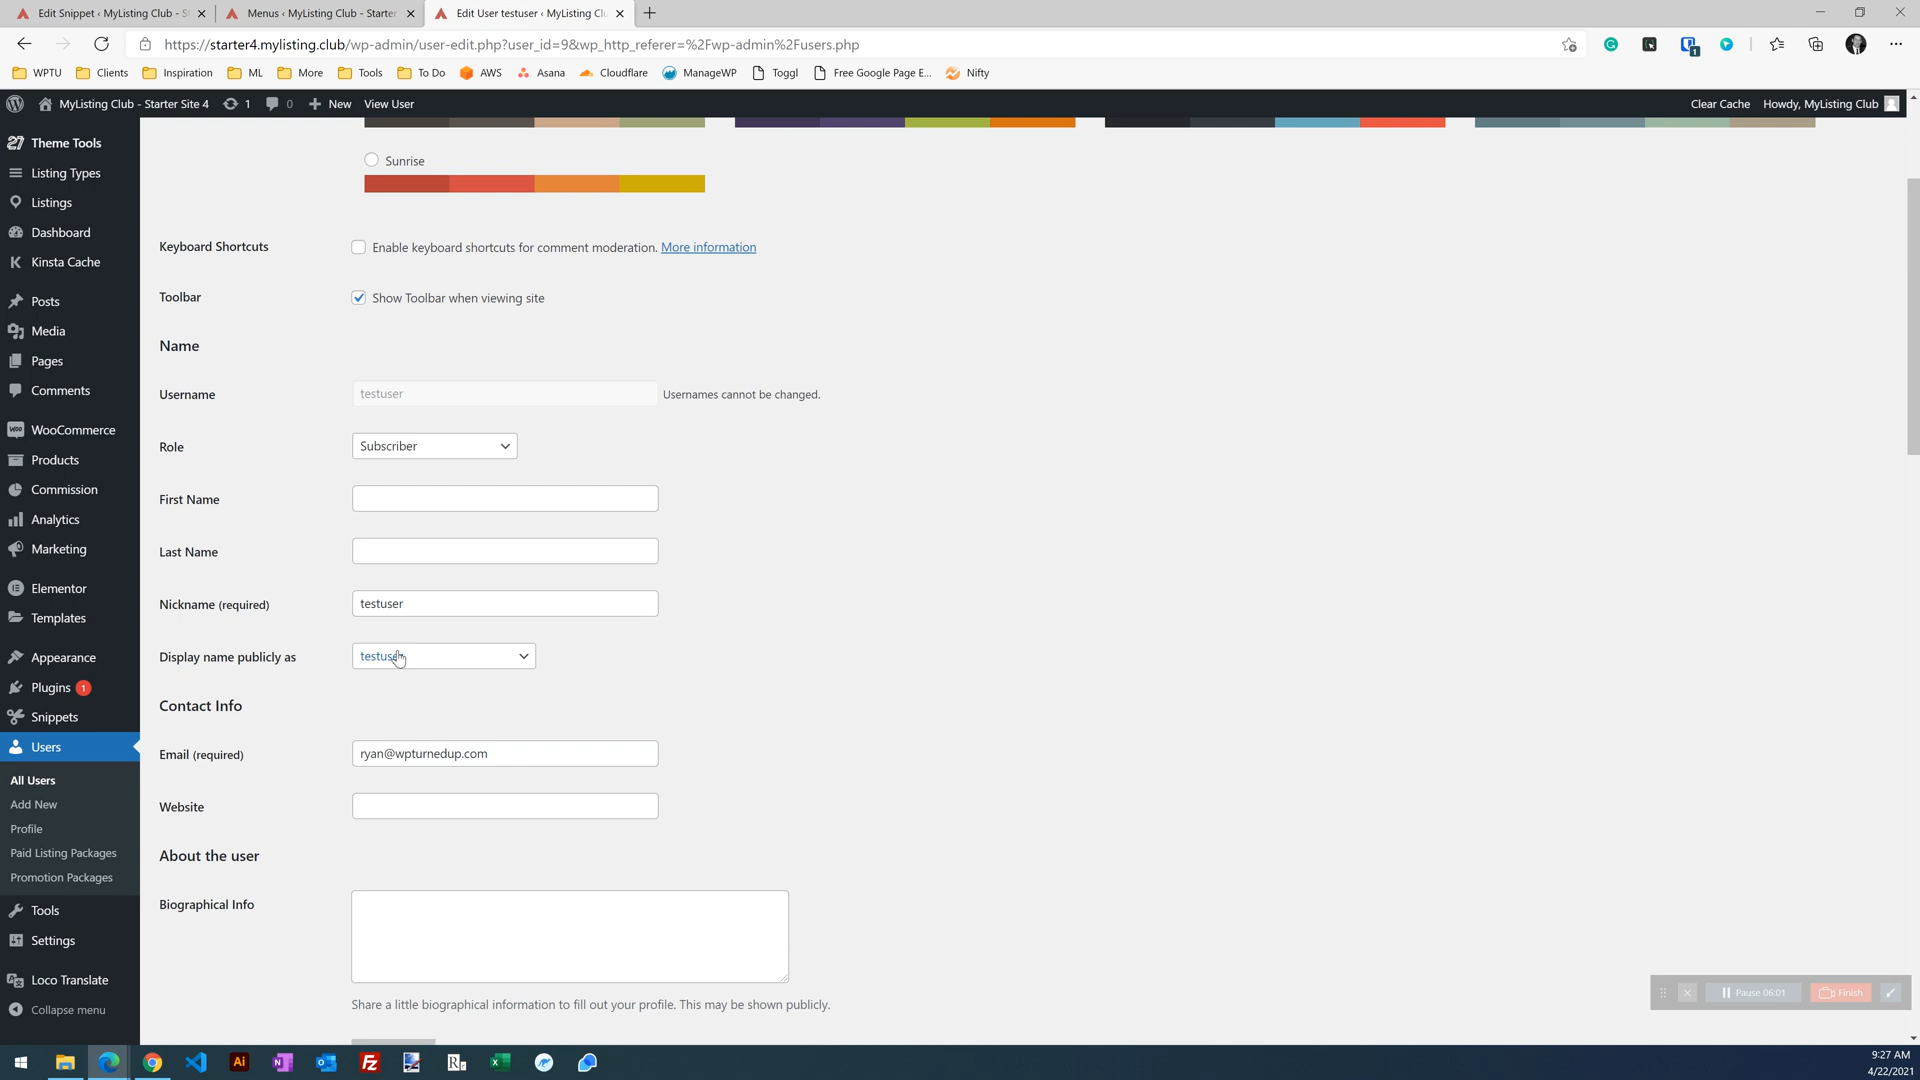 Edit Snippet ‹ MyListing Club - S
Menus ‹ MyListing Club - Starter
Edit User testuser ‹ MyListing Clu
https://starter4.mylisting.club/wp-admin/user-edit.php?user_id=9&wp_http_referer=%2Fwp-admin%2Fusers.php
1
WPTU
Clients
Inspiration
ML
More
Tools
To Do
AWS
Asana
Cloudflare
ManageWP
Toggl
Free Google Page E...
Nifty
MyListing Club - Starter Site 4
1
0
New
View User
Clear Cache
Howdy, MyListing Club
27 Theme Tools
Listing Types
Listings
Dashboard
K Kinsta Cache
Posts
Media
Pages
Comments
Woo WooCommerce
Products
Commission
Analytics
Marketing
Elementor
Templates
Appearance
Plugins 1
Snippets
Users
All Users
Add New
Profile
Paid Listing Packages
Promotion Packages
Tools
Settings
Loco Translate
Collapse menu
Sunrise
Keyboard Shortcuts
Enable keyboard shortcuts for comment moderation. More information
Toolbar
Show Toolbar when viewing site
Name
Username
testuser
Usernames cannot be changed.
Role
Subscriber
First Name
Last Name
Nickname (required)
testuser
Display name publicly as
testuser
Contact Info
Email (required)
ryan@wpturnedup.com
Website
About the user
Biographical Info
Share a little biographical information to fill out your profile. This may be shown publicly.
Pause 06:01
Finish
Ai
N
FZ
9:27 AM
4/22/2021